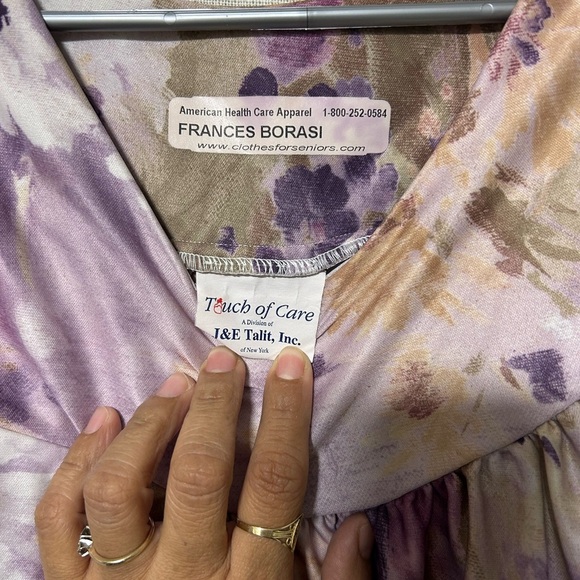 American Health Care Apparel 1-800-252-0584
FRANCES BORASI
www.clothesforseniors.com
Touch of Care
A Division of
J&E Talit, Inc.
of New York